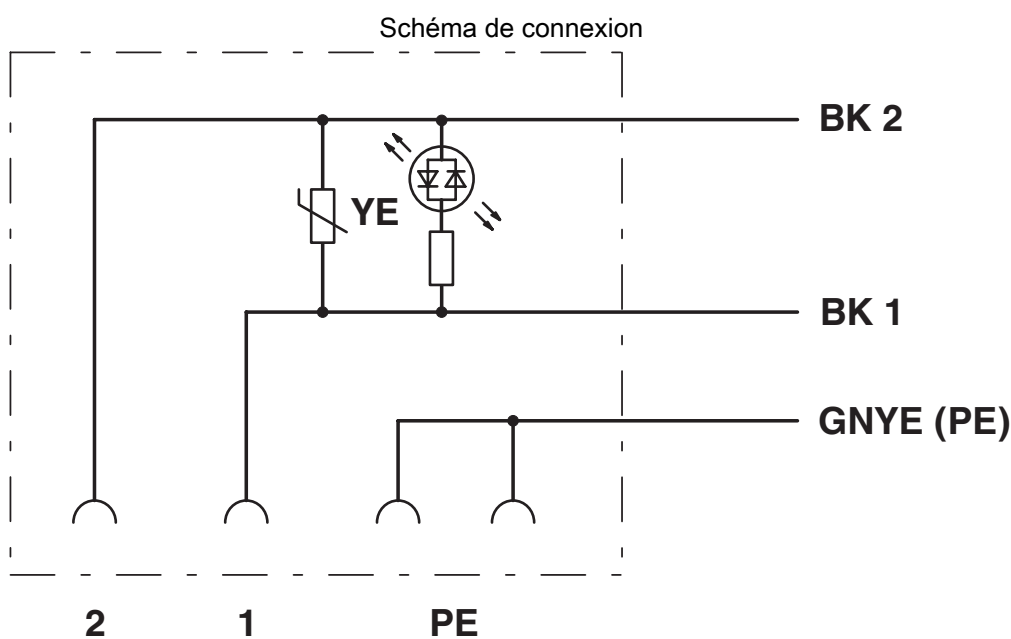 Schéma de connexion
BK 2
YE
BK 1
GNYE (PE)
2 1 PE